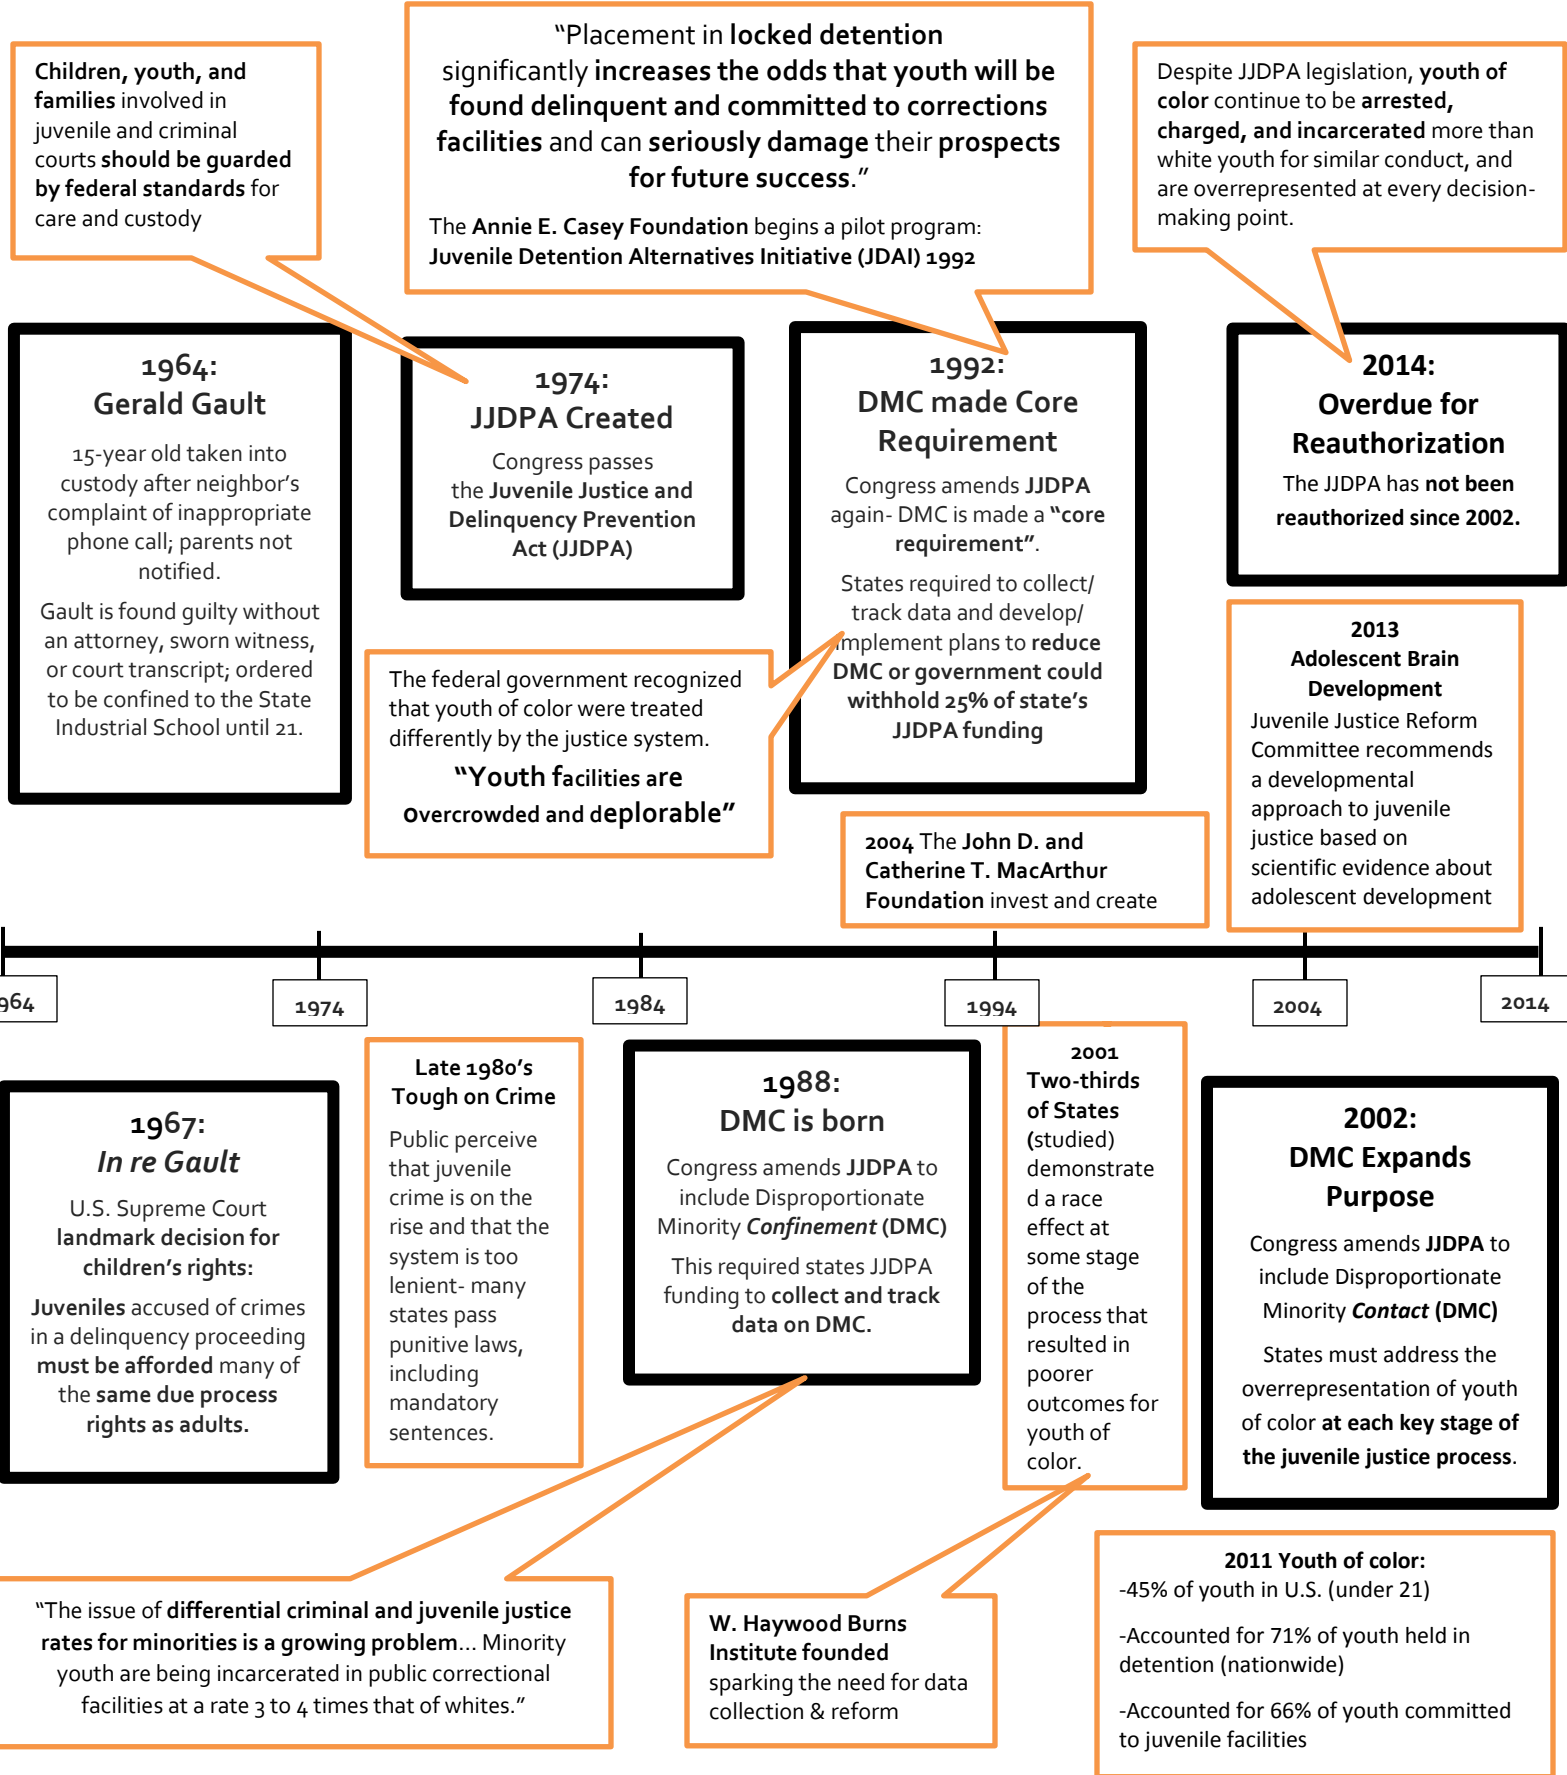 Children, youth, and
families involved in
juvenile and criminal
courts should be guarded
by federal standards for
care and custody
“Placement in locked detention
significantly increases the odds that youth will be
found delinquent and committed to corrections
facilities and can seriously damage their prospects
for future success.”
The Annie E. Casey Foundation begins a pilot program:
Juvenile Detention Alternatives Initiative (JDAI) 1992
Despite JJDPA legislation, youth of
color continue to be arrested,
charged, and incarcerated more than
white youth for similar conduct, and
are overrepresented at every decision-
making point.
1964:
Gerald Gault
15-year old taken into
custody after neighbor’s
complaint of inappropriate
phone call; parents not
notified.
Gault is found guilty without
an attorney, sworn witness,
or court transcript; ordered
to be confined to the State
Industrial School until 21.
1974:
JJDPA Created
Congress passes
the Juvenile Justice and
Delinquency Prevention
Act (JJDPA)
1992:
DMC made Core
Requirement
Congress amends JJDPA
again- DMC is made a “core
requirement”.
States required to collect/
track data and develop/
implement plans to reduce
DMC or government could
withhold 25% of state’s
JJDPA funding
2014:
Overdue for
Reauthorization
The JJDPA has not been
reauthorized since 2002.
The federal government recognized
that youth of color were treated
differently by the justice system.
“Youth facilities are
overcrowded and deplorable”
2004 The John D. and
Catherine T. MacArthur
Foundation invest and create
2013
Adolescent Brain
Development
Juvenile Justice Reform
Committee recommends
a developmental
approach to juvenile
justice based on
scientific evidence about
adolescent development
964
1974
1984
1994
2004
2014
1967:
In re Gault
U.S. Supreme Court
landmark decision for
children’s rights:
Juveniles accused of crimes
in a delinquency proceeding
must be afforded many of
the same due process
rights as adults.
Late 1980’s
Tough on Crime
Public perceive
that juvenile
crime is on the
rise and that the
system is too
lenient- many
states pass
punitive laws,
including
mandatory
sentences.
1988:
DMC is born
Congress amends JJDPA to
include Disproportionate
Minority Confinement (DMC)
This required states JJDPA
funding to collect and track
data on DMC.
2001
Two-thirds
of States
(studied)
demonstrate
d a race
effect at
some stage
of the
process that
resulted in
poorer
outcomes for
youth of
color.
2002:
DMC Expands
Purpose
Congress amends JJDPA to
include Disproportionate
Minority Contact (DMC)
States must address the
overrepresentation of youth
of color at each key stage of
the juvenile justice process.
“The issue of differential criminal and juvenile justice
rates for minorities is a growing problem… Minority
youth are being incarcerated in public correctional
facilities at a rate 3 to 4 times that of whites.”
W. Haywood Burns
Institute founded
sparking the need for data
collection & reform
2011 Youth of color:
-45% of youth in U.S. (under 21)
-Accounted for 71% of youth held in
detention (nationwide)
-Accounted for 66% of youth committed
to juvenile facilities